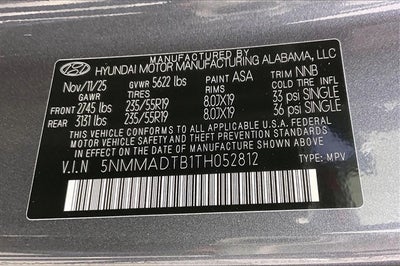 MANUFACTURED BY
HYUNDAI MOTOR MANUFACTURING ALABAMA, LLC
Nov/11/25 GVWR 5622 lbs PAINT ASA TRIM NNB
GAWR TIRES RIMS COLD TIRE INFL
FRONT 2745 lbs 235/55R19 8.0JX19 33 psi SINGLE
REAR 3131 lbs 235/55R19 8.0JX19 36 psi SINGLE
THIS VEHICLE CONFORMS TO ALL APPLICABLE U.S.A FEDERAL MOTOR
VEHICLE SAFETY AND THEFT PREVENTION STANDARDS IN
EFFECT ON THE DATE OF MANUFACTURE SHOWN ABOVE.
V.I.N 5NMMADTB1TH052812 TYPE: MPV